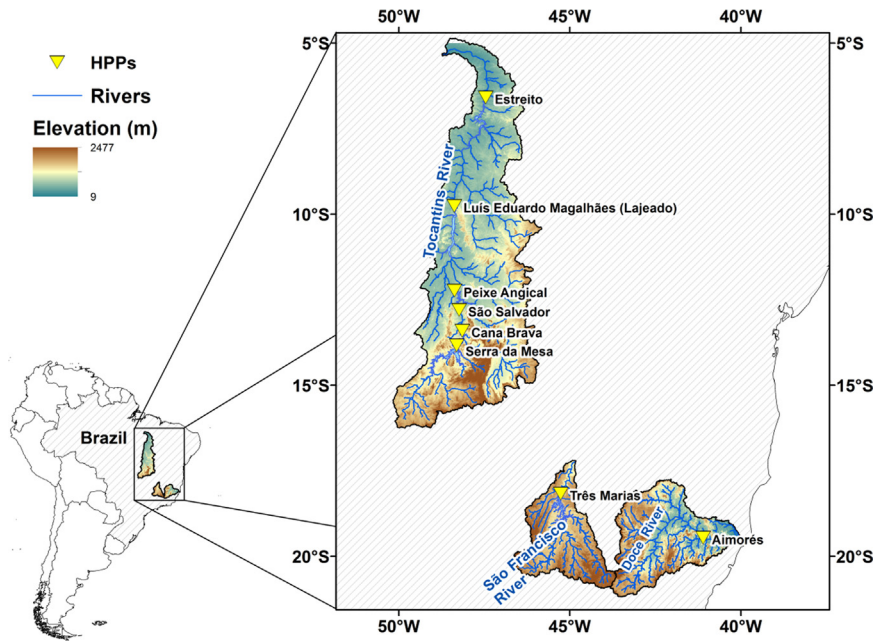 50°W 45°W 40°W
5°S 5°S
HPPs
Rivers
Elevation (m)
2477
9
Estreito
Tocantins River
Luís Eduardo Magalhães (Lajeado)
10°S 10°S
Peixe Angical
São Salvador
Cana Brava
Serra da Mesa
15°S 15°S
Brazil
Três Marias
São Francisco
River
Doce River
Aimorés
20°S 20°S
50°W 45°W 40°W